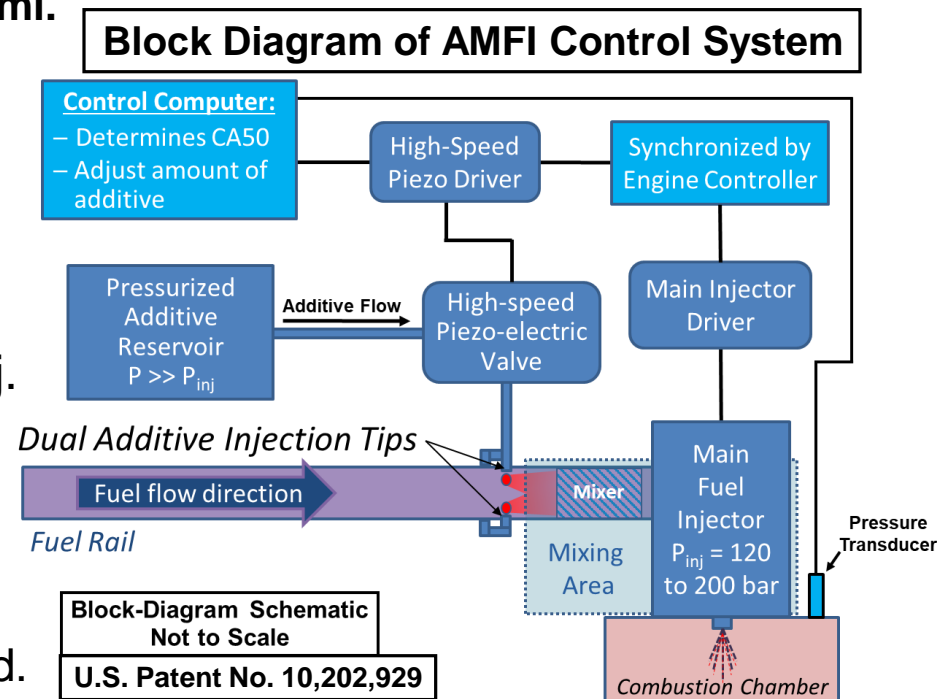 mi.
Block Diagram of AMFI Control System
Control Computer:
– Determines CA50
– Adjust amount of
additive
High-Speed
Piezo Driver
Synchronized by
Engine Controller
Pressurized
Additive
Reservoir
P >> Pinj
Additive Flow
High-speed
Piezo-electric
Valve
Main Injector
Driver
j.
Dual Additive Injection Tips
Fuel flow direction
Mixer
Main
Fuel
Injector
Pinj = 120
to 200 bar
Pressure
Transducer
Fuel Rail
Mixing
Area
Block-Diagram Schematic
Not to Scale
d.
U.S. Patent No. 10,202,929
Combustion Chamber